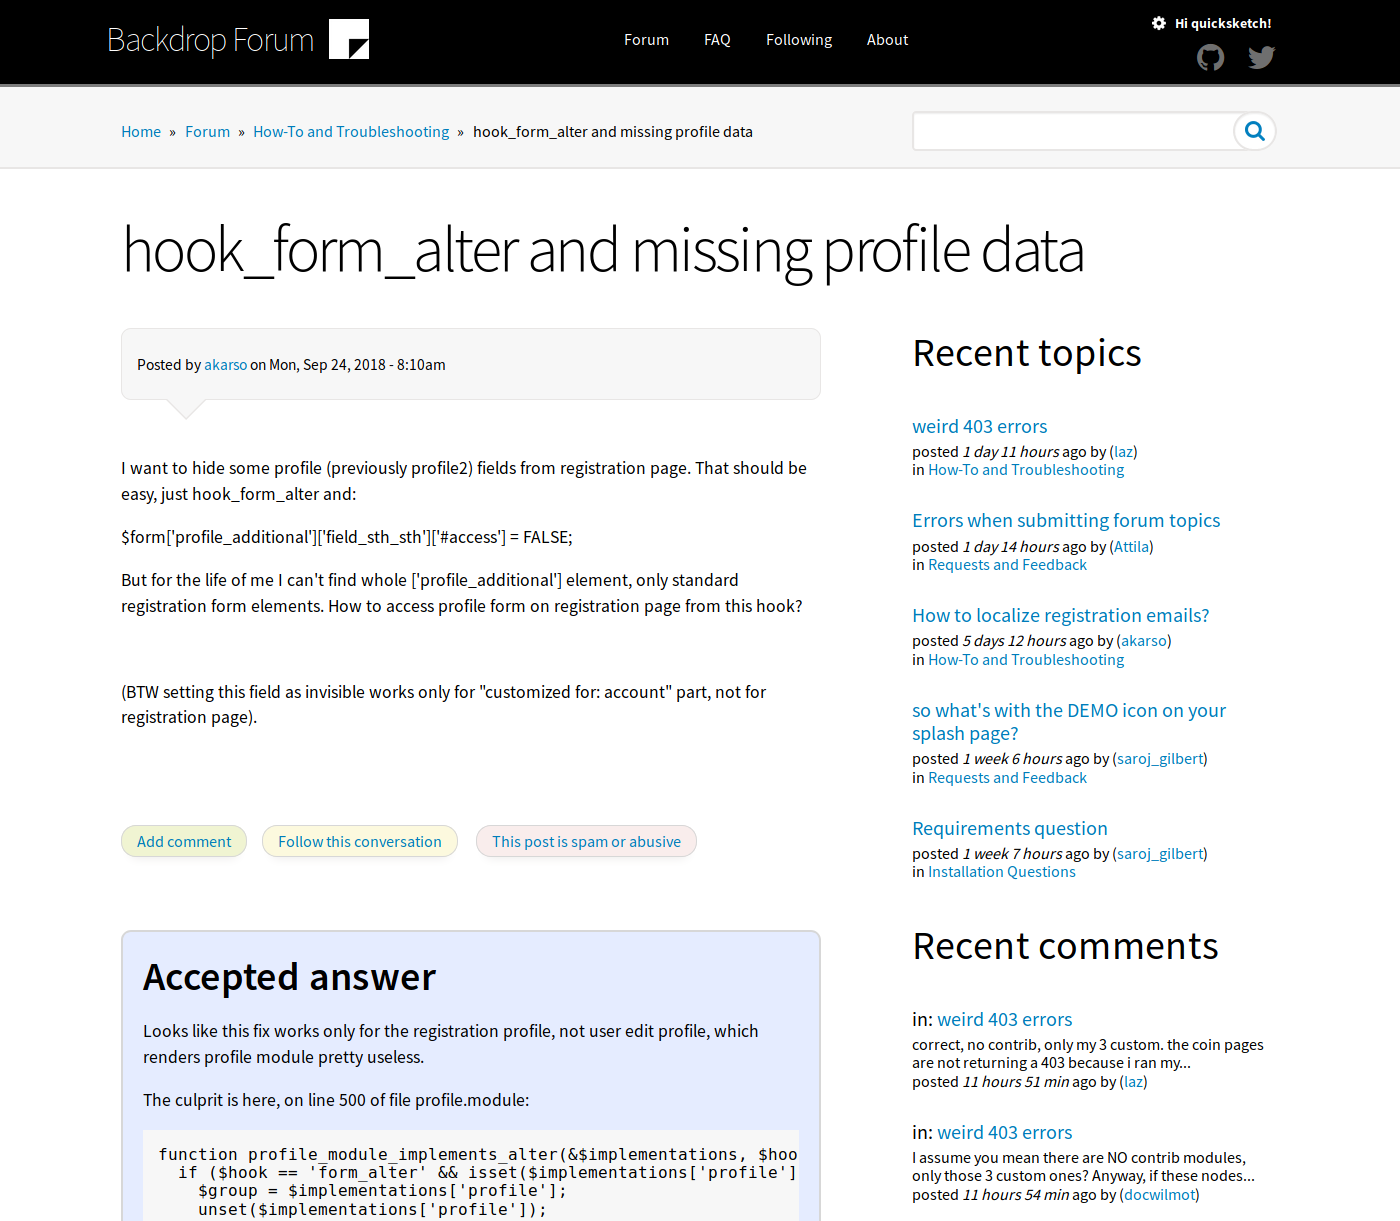 Backdrop Forum
Forum FAQ Following About
Hi quicksketch!
Home » Forum » How-To and Troubleshooting » hook_form_alter and missing profile data
hook_form_alter and missing profile data
Posted by akarso on Mon, Sep 24, 2018 - 8:10am
I want to hide some profile (previously profile2) fields from registration page. That should be
easy, just hook_form_alter and:
$form['profile_additional']['field_sth_sth']['#access'] = FALSE;
But for the life of me I can't find whole ['profile_additional'] element, only standard
registration form elements. How to access profile form on registration page from this hook?
(BTW setting this field as invisible works only for "customized for: account" part, not for
registration page).
Add comment
Follow this conversation
This post is spam or abusive
Accepted answer
Looks like this fix works only for the registration profile, not user edit profile, which
renders profile module pretty useless.
The culprit is here, on line 500 of file profile.module:
function profile_module_implements_alter(&$implementations, $hoo
if ($hook == 'form_alter' && isset($implementations['profile']
$group = $implementations['profile'];
unset($implementations['profile']);
Recent topics
weird 403 errors
posted 1 day 11 hours ago by (laz)
in How-To and Troubleshooting
Errors when submitting forum topics
posted 1 day 14 hours ago by (Attila)
in Requests and Feedback
How to localize registration emails?
posted 5 days 12 hours ago by (akarso)
in How-To and Troubleshooting
so what's with the DEMO icon on your
splash page?
posted 1 week 6 hours ago by (saroj_gilbert)
in Requests and Feedback
Requirements question
posted 1 week 7 hours ago by (saroj_gilbert)
in Installation Questions
Recent comments
in: weird 403 errors
correct, no contrib, only my 3 custom. the coin pages
are not returning a 403 because i ran my...
posted 11 hours 51 min ago by (laz)
in: weird 403 errors
I assume you mean there are NO contrib modules,
only those 3 custom ones? Anyway, if these nodes...
posted 11 hours 54 min ago by (docwilmot)